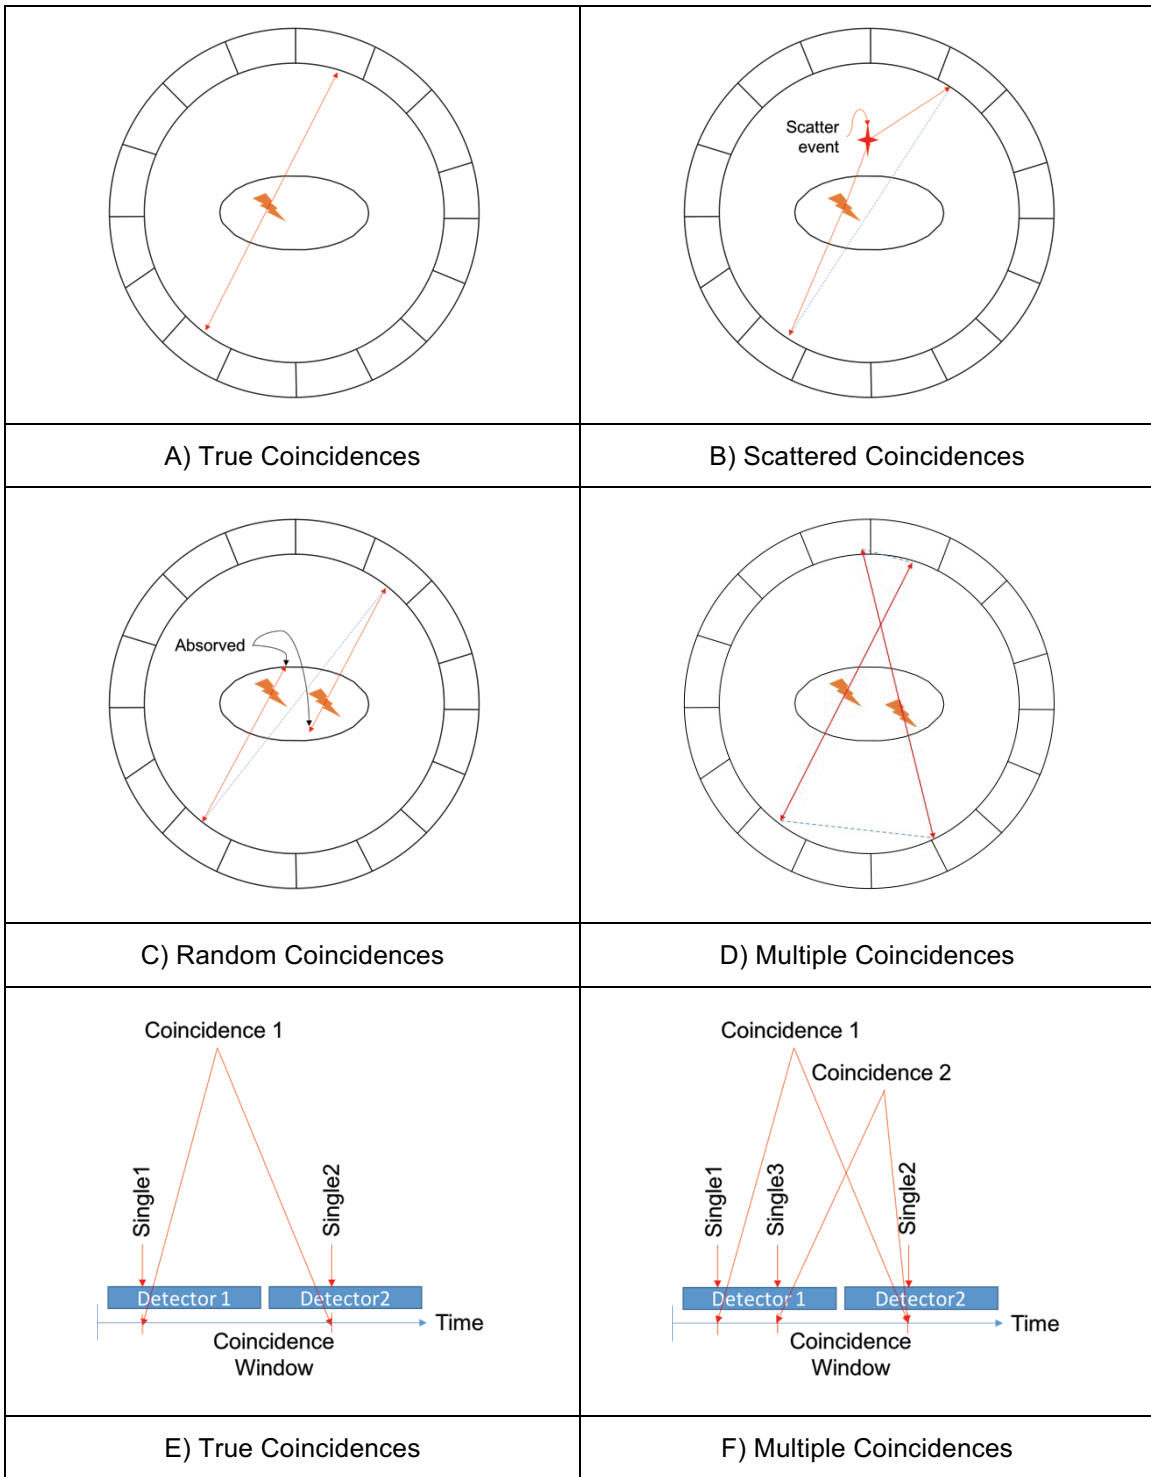 Scatter
event
A) True Coincidences
B) Scattered Coincidences
Absorved
C) Random Coincidences
D) Multiple Coincidences
Coincidence 1
Single1
Single2
Detector 1
Detector2
Time
Coincidence
Window
Coincidence 1
Coincidence 2
Single1
Single3
Single2
Detector 1
Detector2
Time
Coincidence
Window
E) True Coincidences
F) Multiple Coincidences